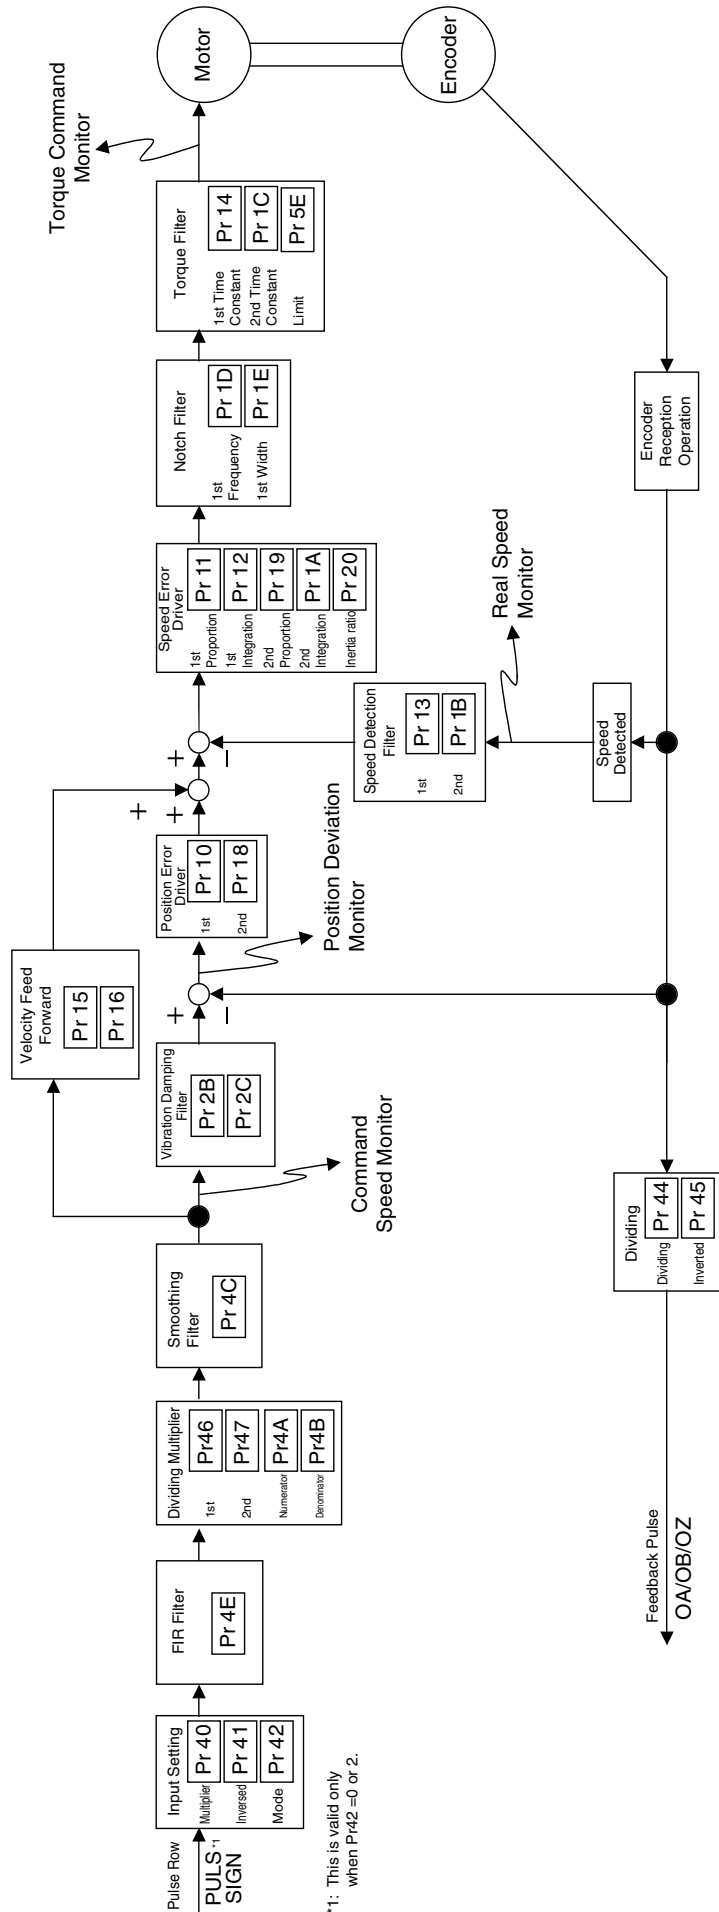 Pulse Row
PULS *1
SIGN
*1: This is valid only
when Pr42 =0 or 2.
Input Setting
Multiplier
Pr 40
Inversed
Pr 41
Mode
Pr 42
FIR Filter
Pr 4E
Dividing Multiplier
1st
Pr46
2nd
Pr47
Numerator
Pr4A
Denominator
Pr4B
Smoothing
Filter
Pr 4C
Command
Speed Monitor
Velocity Feed
Forward
Pr 15
Pr 16
Vibration Damping
Filter
Pr 2B
Pr 2C
+
−
Position Deviation
Monitor
Position Error
Driver
1st
Pr 10
2nd
Pr 18
+
+
+
−
Speed Error
Driver
1st
Proportion
Pr 11
1st
Integration
Pr 12
2nd
Proportion
Pr 19
2nd
Integration
Pr 1A
Inertia ratio
Pr 20
Notch Filter
1st
Frequency
Pr 1D
1st Width
Pr 1E
Torque Filter
1st Time
Constant
Pr 14
2nd Time
Constant
Pr 1C
Limit
Pr 5E
Torque Command
Monitor
Motor
Encoder
Encoder
Reception
Operation
Speed
Detected
Real Speed
Monitor
Speed Detection
Filter
1st
Pr 13
2nd
Pr 1B
Dividing
Dividing
Pr 44
Inverted
Pr 45
Feedback Pulse
OA/OB/OZ